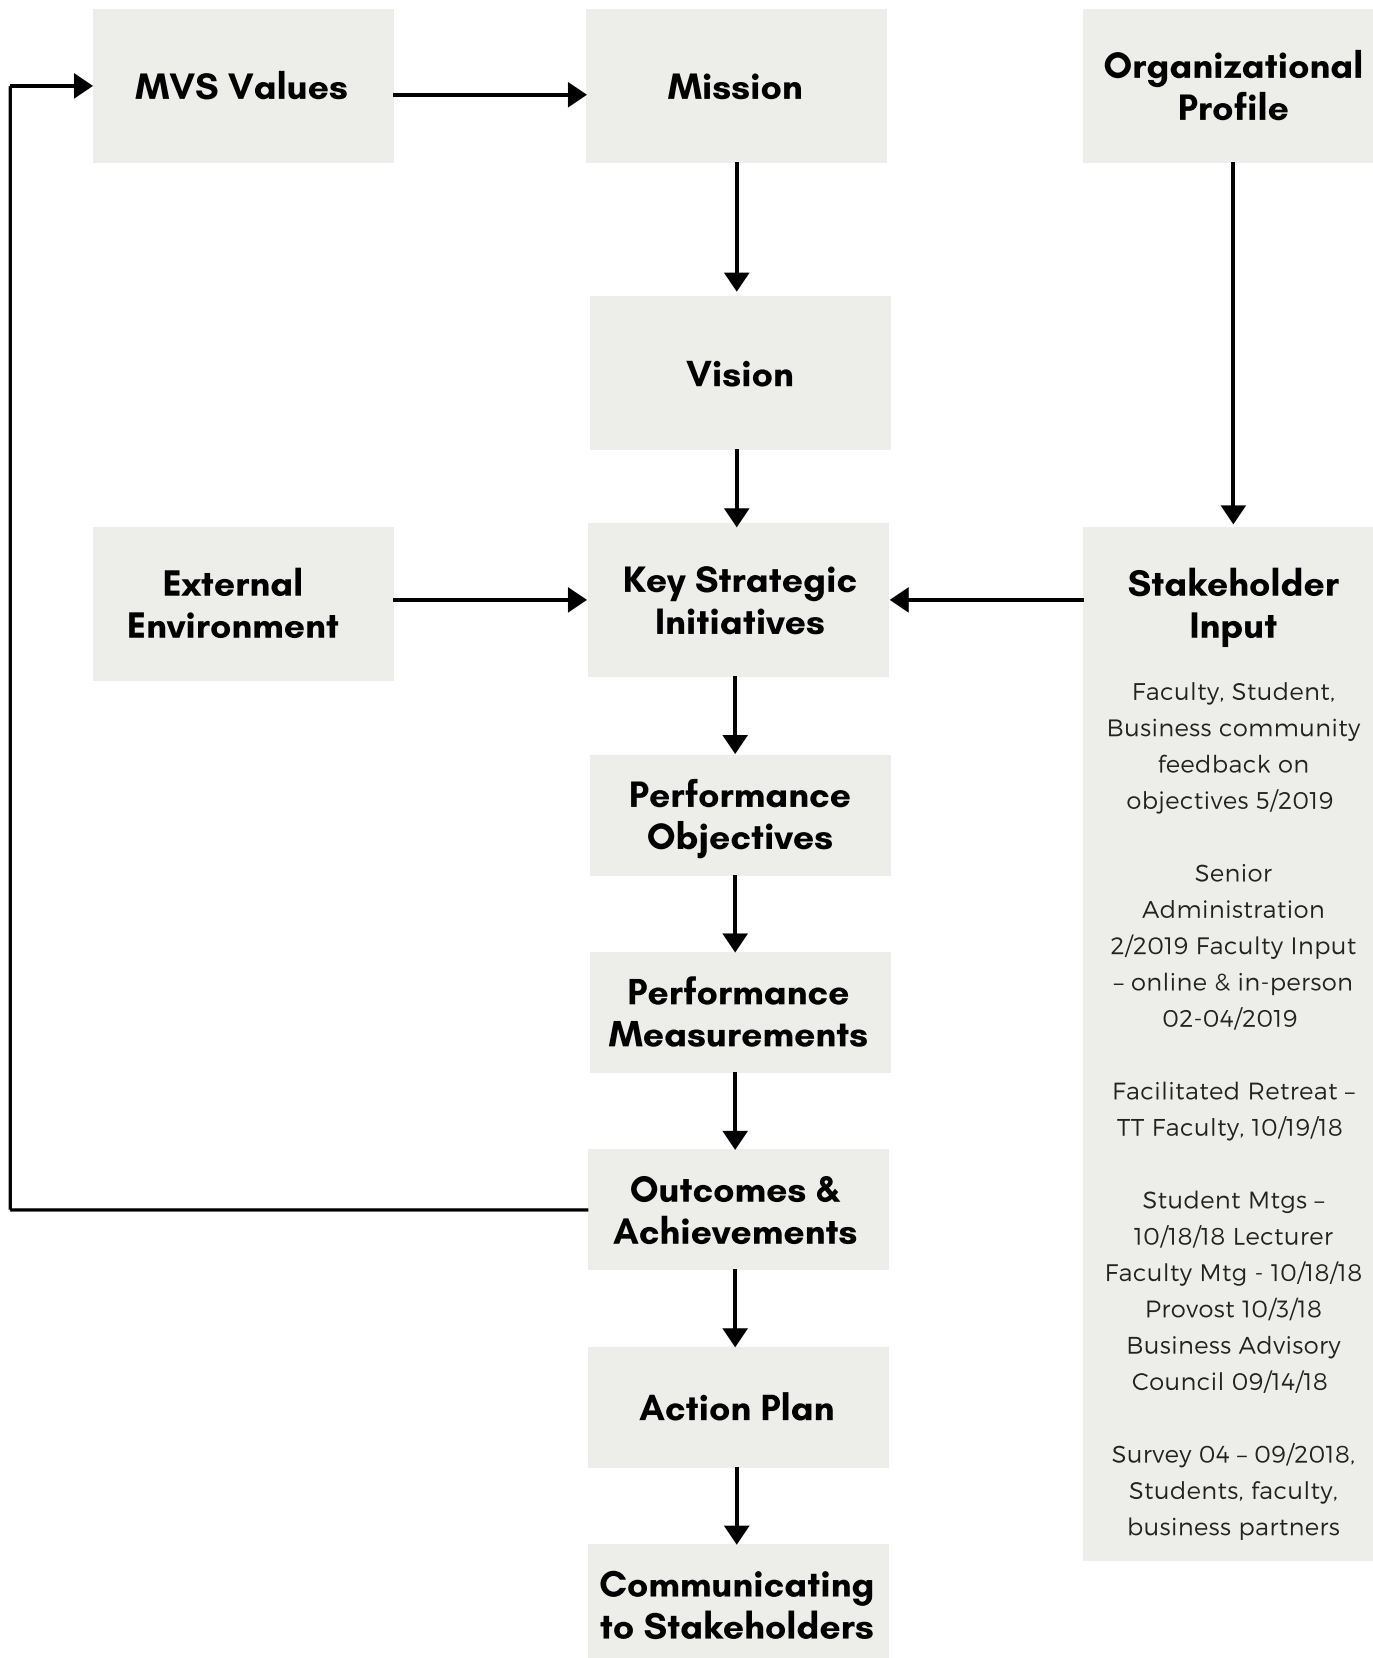 MVS Values
Mission
Organizational
Profile
Vision
External
Environment
Key Strategic
Initiatives
Stakeholder
Input
Faculty, Student,
Business community
feedback on
objectives 5/2019
Senior
Administration
2/2019 Faculty Input
– online & in-person
02-04/2019
Facilitated Retreat –
TT Faculty, 10/19/18
Student Mtgs –
10/18/18 Lecturer
Faculty Mtg - 10/18/18
Provost 10/3/18
Business Advisory
Council 09/14/18
Survey 04 – 09/2018,
Students, faculty,
business partners
Performance
Objectives
Performance
Measurements
Outcomes &
Achievements
Action Plan
Communicating
to Stakeholders